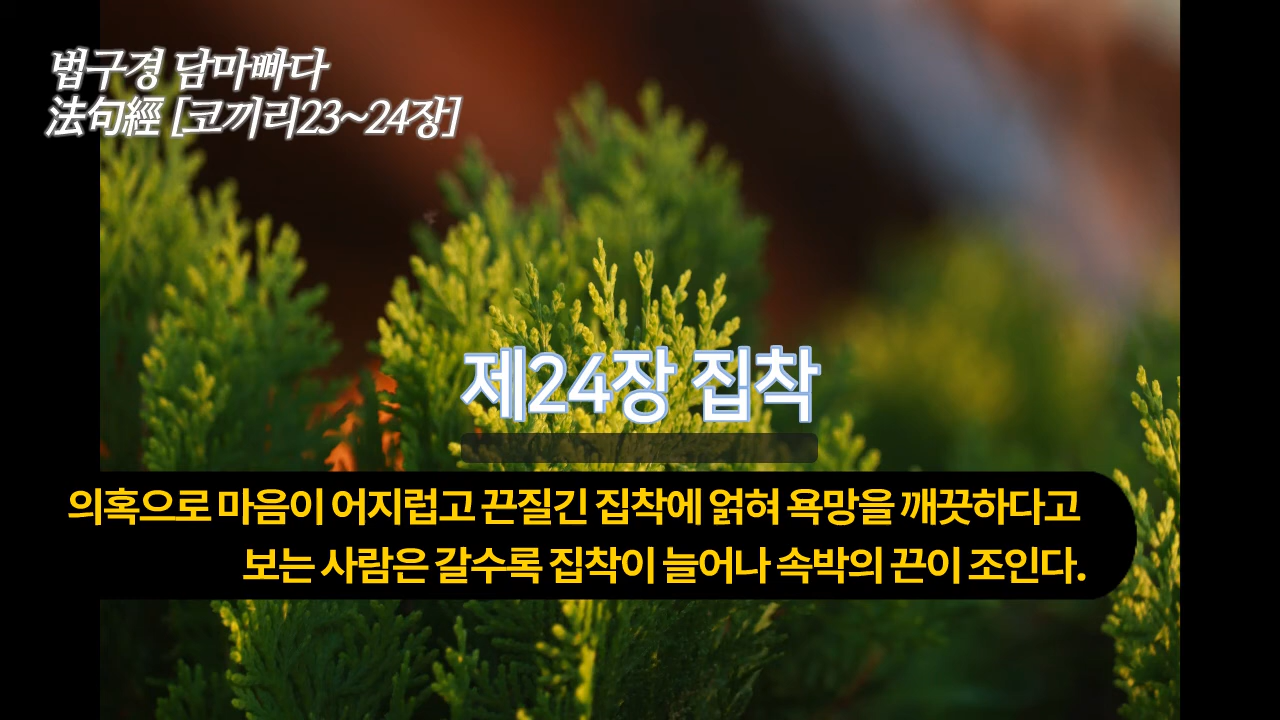 법구경 담마빠다
法句經 [코끼리23~24장]
제24장 집착
의혹으로 마음이 어지럽고 끈질긴 집착에 얽혀 욕망을 깨끗하다고
보는 사람은 갈수록 집착이 늘어나 속박의 끈이 조인다.